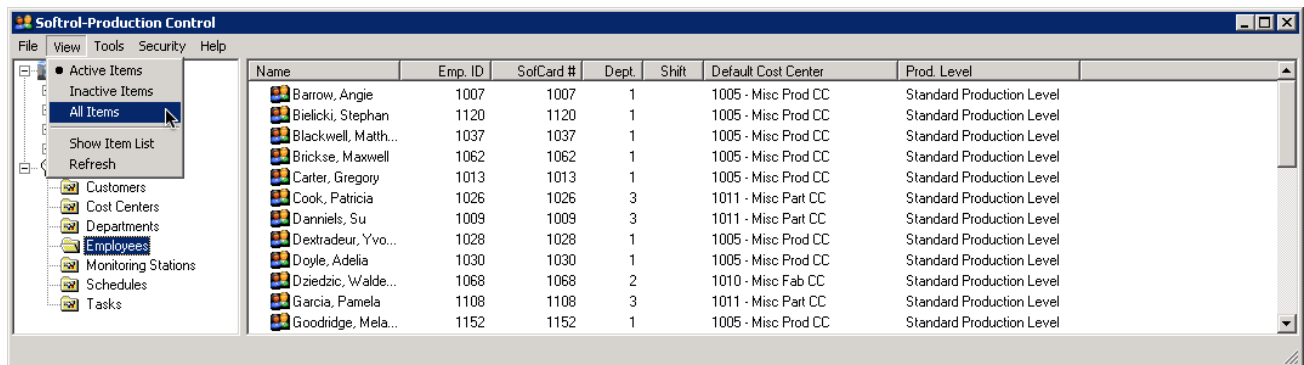 Softrol-Production Control
File View Tools Security Help
Active Items
Inactive Items
All Items
Show Item List
Refresh
Customers
Cost Centers
Departments
Employees
Monitoring Stations
Schedules
Tasks
Name Emp. ID SofCard # Dept. Shift Default Cost Center Prod. Level
Barrow, Angie 1007 1007 1 1005 - Misc Prod CC Standard Production Level
Bielicki, Stephan 1120 1120 1 1005 - Misc Prod CC Standard Production Level
Blackwell, Matth... 1037 1037 1 1005 - Misc Prod CC Standard Production Level
Brickse, Maxwell 1062 1062 1 1005 - Misc Prod CC Standard Production Level
Carter, Gregory 1013 1013 1 1005 - Misc Prod CC Standard Production Level
Cook, Patricia 1026 1026 3 1011 - Misc Part CC Standard Production Level
Danniels, Su 1009 1009 3 1011 - Misc Part CC Standard Production Level
Dextradeur, Yvo... 1028 1028 1 1005 - Misc Prod CC Standard Production Level
Doyle, Adelia 1030 1030 1 1005 - Misc Prod CC Standard Production Level
Dziedzic, Walde... 1068 1068 2 1010 - Misc Fab CC Standard Production Level
Garcia, Pamela 1108 1108 3 1011 - Misc Part CC Standard Production Level
Goodridge, Mela... 1152 1152 1 1005 - Misc Prod CC Standard Production Level